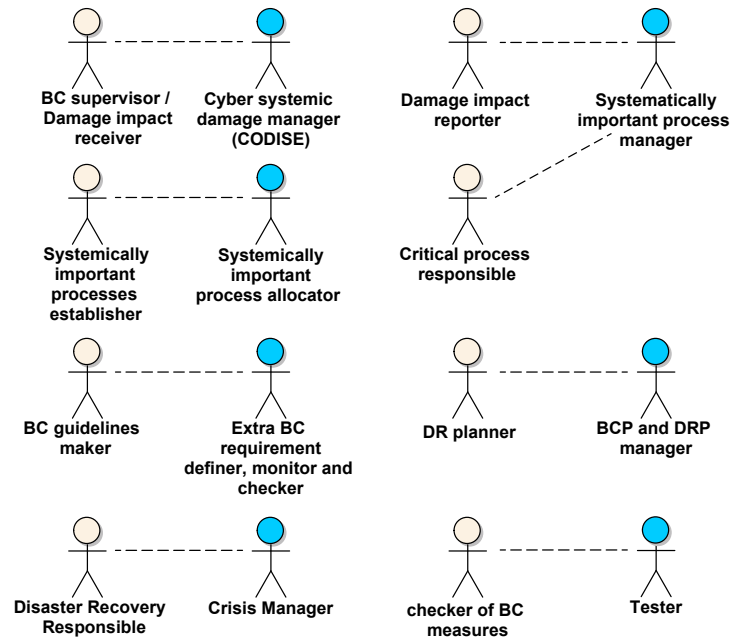 BC supervisor /
Damage impact
receiver
Cyber systemic
damage manager
(CODISE)
Damage impact
reporter
Systematically
important process
manager
Systemically
important
processes
establisher
Systemically
important
process allocator
Critical process
responsible
BC guidelines
maker
Extra BC
requirement
definer, monitor and
checker
DR planner
BCP and DRP
manager
Disaster Recovery
Responsible
Crisis Manager
checker of BC
measures
Tester